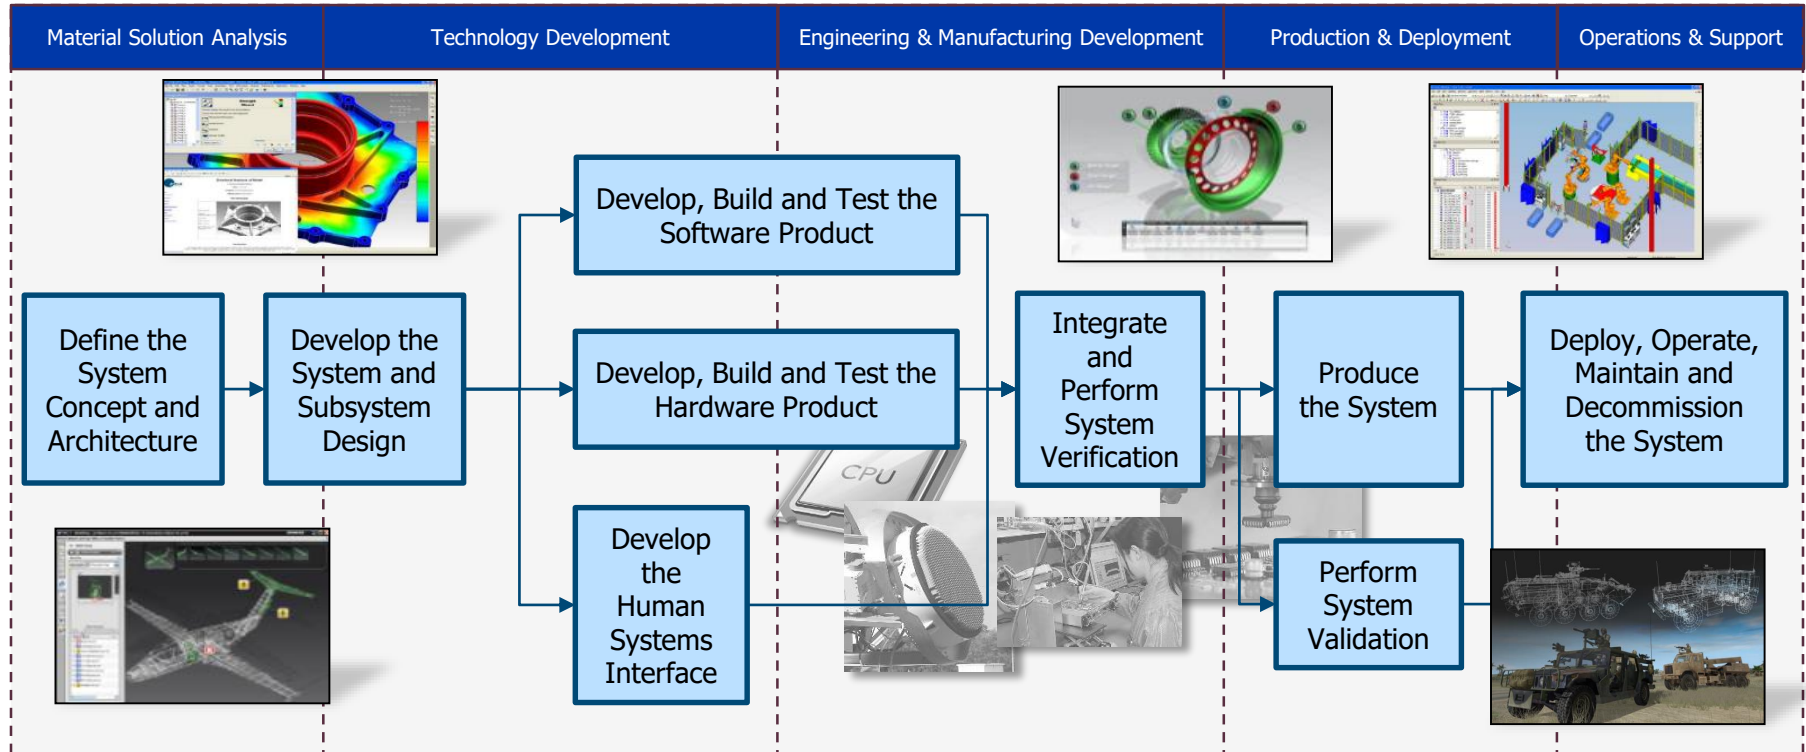 Material Solution Analysis
Technology Development
Engineering & Manufacturing Development
Production & Deployment
Operations & Support
Develop, Build and Test the
Software Product
Define the
System
Concept and
Architecture
Develop the
System and
Subsystem
Design
Develop, Build and Test the
Hardware Product
Integrate
and
Perform
System
Verification
Produce
the System
Deploy, Operate,
Maintain and
Decommission
the System
CPU
Develop
the
Human
Systems
Interface
Perform
System
Validation